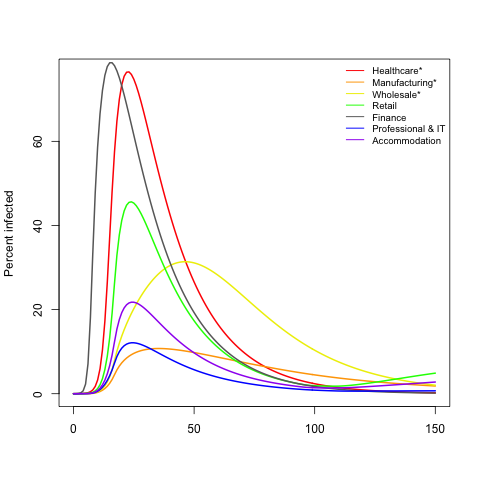 Healthcare*
Manufacturing*
Wholesale*
Retail
Finance
Professional & IT
Accommodation
Percent infected
60
40
20
0
0 50 100 150